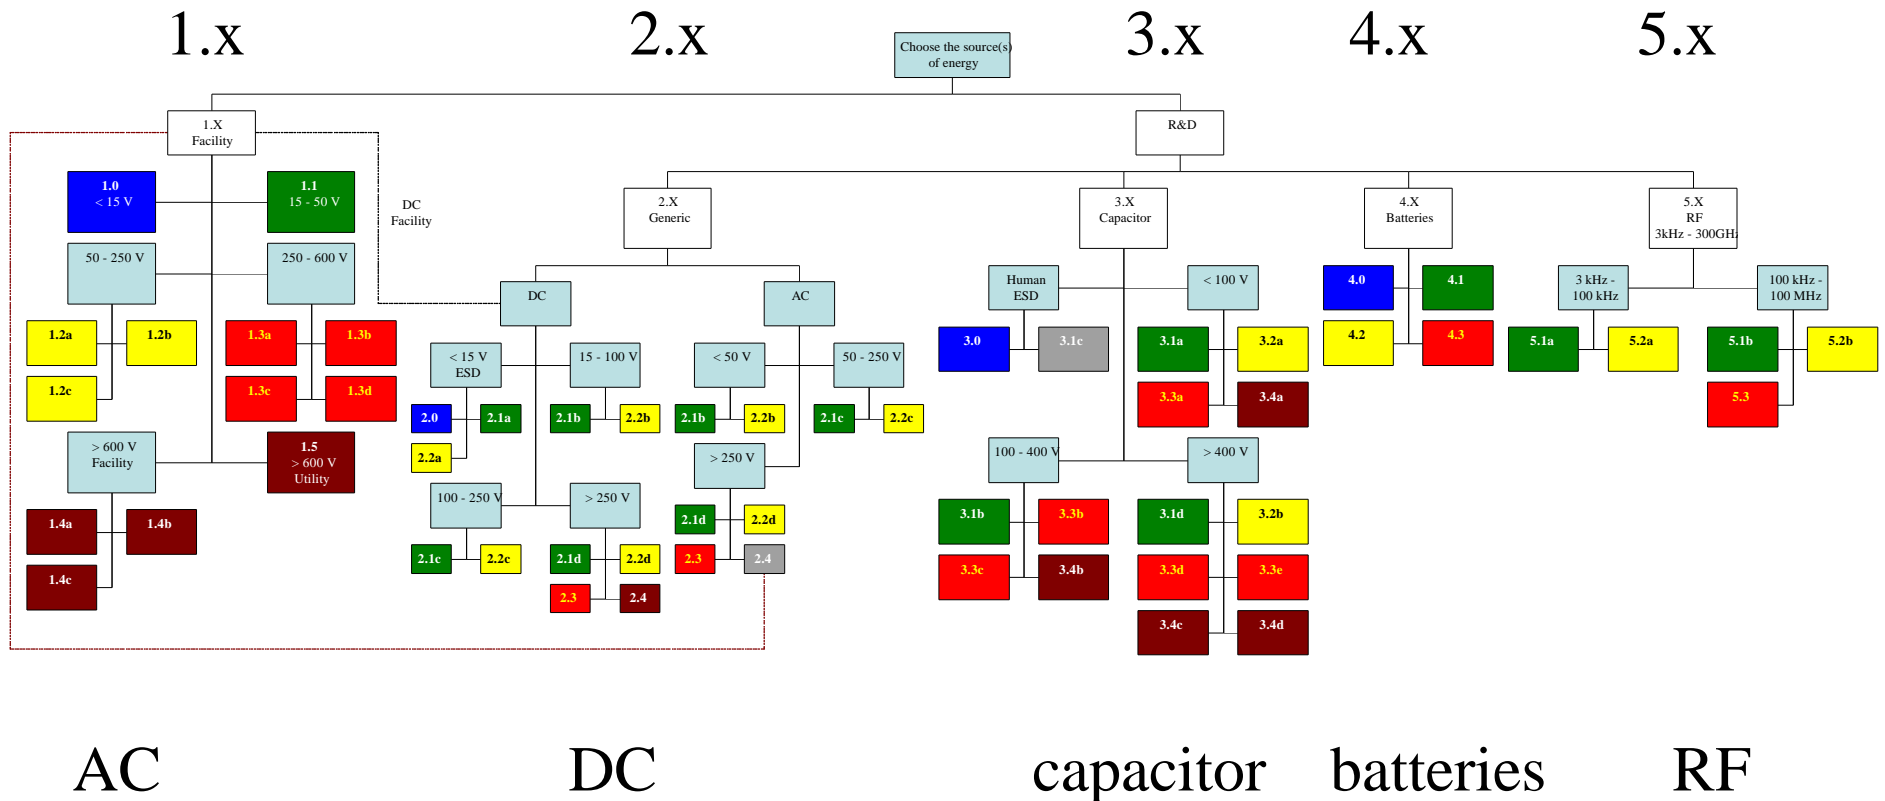 1.x
2.x
3.x
4.x
5.x
Choose the source(s)
of energy
1.X
Facility
R&D
1.0
< 15 V
1.1
15 - 50 V
DC
Facility
2.X
Generic
3.X
Capacitor
4.X
Batteries
5.X
RF
3kHz - 300GHz
50 - 250 V
250 - 600 V
1.2a
1.2b
1.2c
1.3a
1.3b
1.3c
1.3d
> 600 V
Facility
1.5
> 600 V
Utility
1.4a
1.4b
1.4c
DC
AC
< 15 V
ESD
15 - 100 V
2.0
2.1a
2.2a
2.1b
2.2b
100 - 250 V
> 250 V
2.1c
2.2c
2.1d
2.2d
2.3
2.4
< 50 V
50 - 250 V
2.1b
2.2b
2.1c
2.2c
> 250 V
2.1d
2.2d
2.3
2.4
Human
ESD
< 100 V
3.0
3.1c
3.1a
3.2a
3.3a
3.4a
100 - 400 V
> 400 V
3.1b
3.3b
3.3c
3.4b
3.1d
3.2b
3.3d
3.3e
3.4c
3.4d
4.0
4.1
4.2
4.3
3 kHz -
100 kHz
100 kHz -
100 MHz
5.1a
5.2a
5.1b
5.2b
5.3
AC
DC
capacitor
batteries
RF